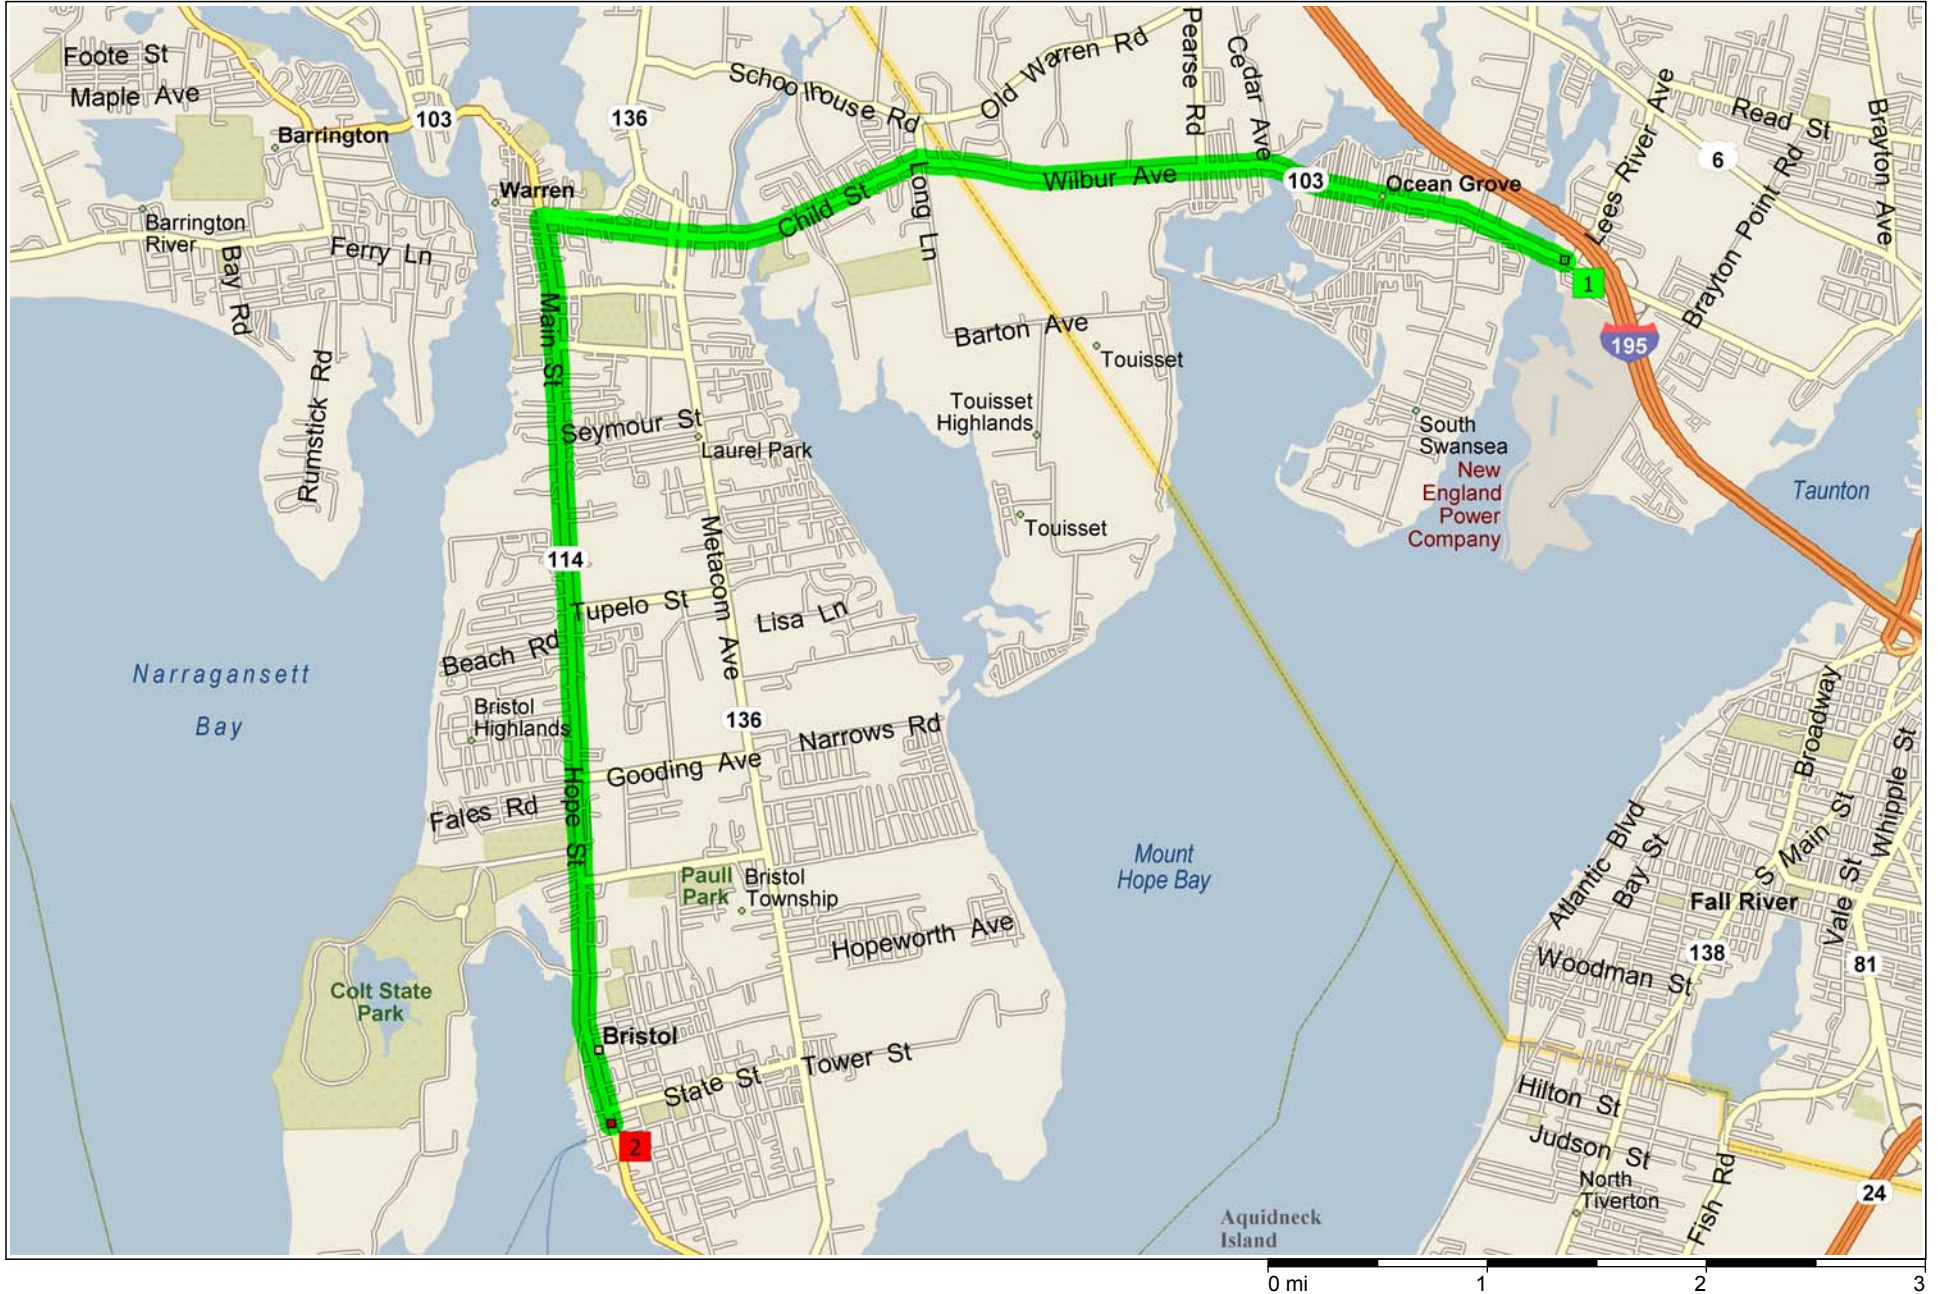 Foote St
Maple Ave
Barrington
103
136
Schoolhouse Rd
Old Warren Rd
Pearse Rd
Cedar Ave
Lees River Ave
Read St
6
Brayton Ave
Brayton Point Rd
Warren
Barrington
River
Bay Rd
Ferry Ln
Child St
Long Ln
Wilbur Ave
103
Ocean Grove
1
195
Main St
Rumstick Rd
Barton Ave
Touisset
Touisset
Highlands
Seymour St
Laurel Park
South
Swansea
New
England
Power
Company
Taunton
Touisset
Metacom Ave
114
Tupelo St
Lisa Ln
Beach Rd
Narragansett
Bay
Bristol
Highlands
136
Narrows Rd
Gooding Ave
Hope St
Fales Rd
Broadway
Whipple St
S Main St
Atlantic Blvd
Bay St
Mount
Hope Bay
Paull
Park
Bristol
Township
Fall River
Vale St
Hopeworth Ave
138
81
Woodman St
Colt State
Park
Bristol
State St
Tower St
Hilton St
Judson St
2
North
Tiverton
Fish Rd
24
Aquidneck
Island
0 mi
1
2
3